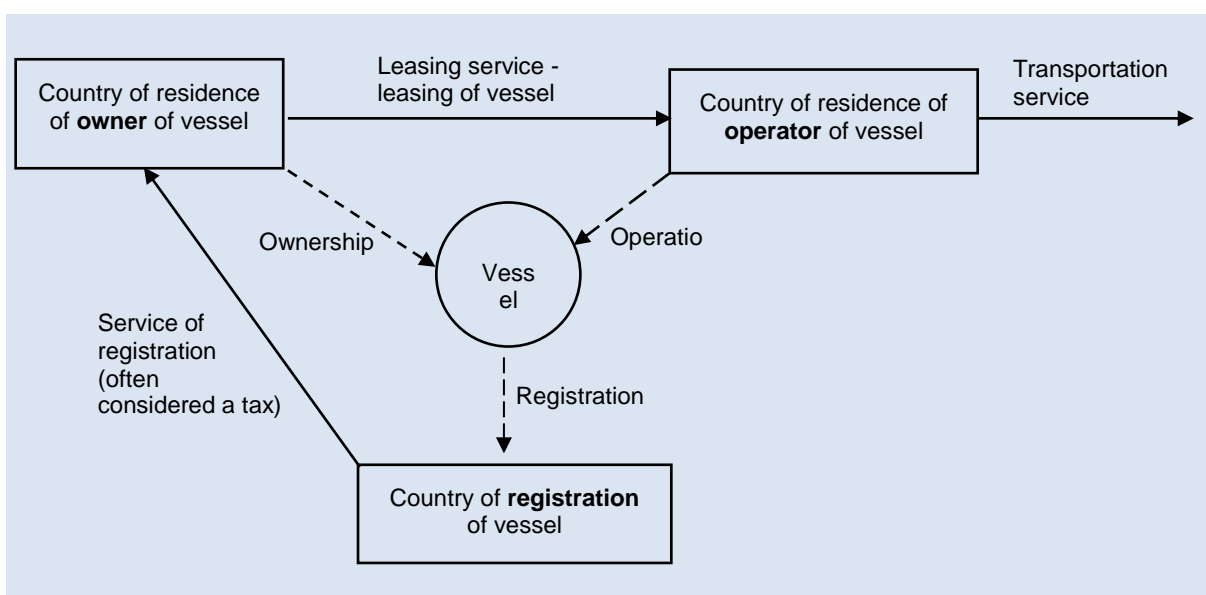 Country of residence
of owner of vessel
Leasing service -
leasing of vessel
Country of residence of
operator of vessel
Transportation
service
Ownership
Operatio
Vess
el
Service of
registration
(often
considered a tax)
Registration
Country of registration
of vessel